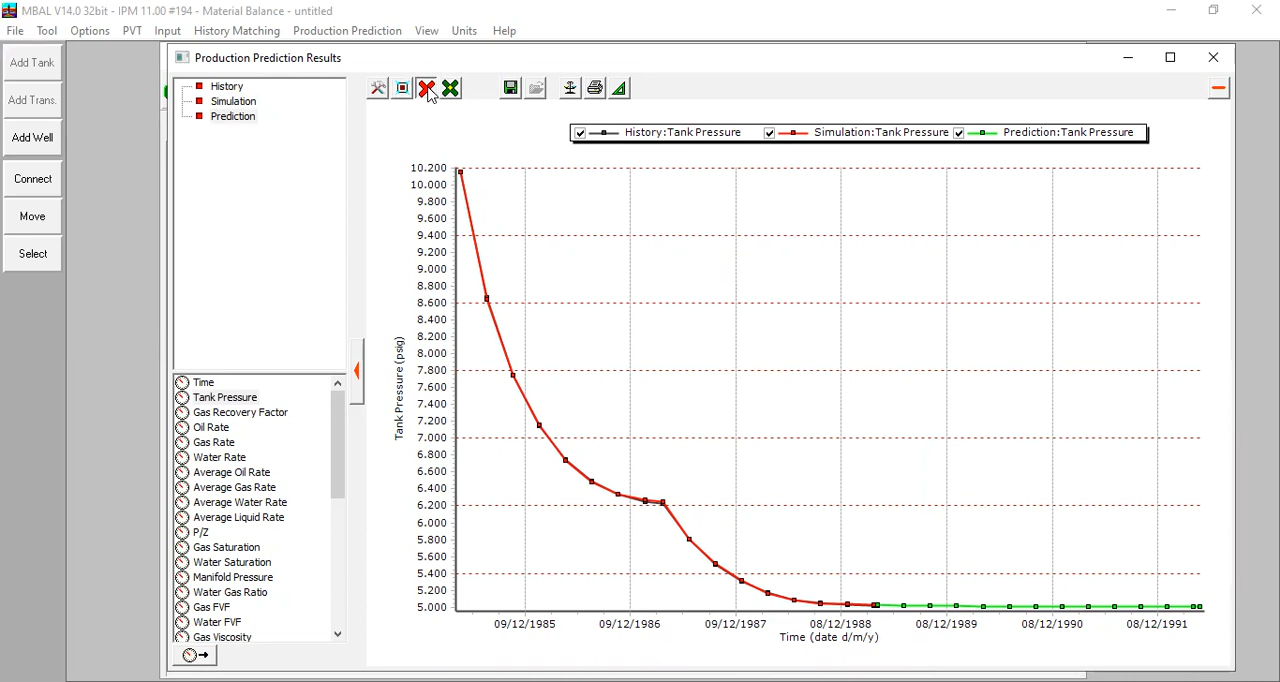 MBAL V14.0 32bit - IPM 11.00 #194 - Material Balance - untitled
File Tool Options PVT Input History Matching Production Prediction View Units Help
Add Tank
Add Trans.
Add Well
Connect
Move
Select
Production Prediction Results
History
Simulation
Prediction
Time
Tank Pressure
Gas Recovery Factor
Oil Rate
Gas Rate
Water Rate
Average Oil Rate
Average Gas Rate
Average Water Rate
Average Liquid Rate
P/Z
Gas Saturation
Water Saturation
Manifold Pressure
Water Gas Ratio
Gas FVF
Water FVF
Gas Viscosity
History:Tank Pressure Simulation:Tank Pressure Prediction:Tank Pressure
10.200
10.000
9.800
9.600
9.400
9.200
9.000
8.800
8.600
8.400
8.200
8.000
7.800
7.600
7.400
7.200
7.000
6.800
6.600
6.400
6.200
6.000
5.800
5.600
5.400
5.200
5.000
Tank Pressure (psig)
09/12/1985 09/12/1986 09/12/1987 08/12/1988 08/12/1989 08/12/1990 08/12/1991
Time (date d/m/y)